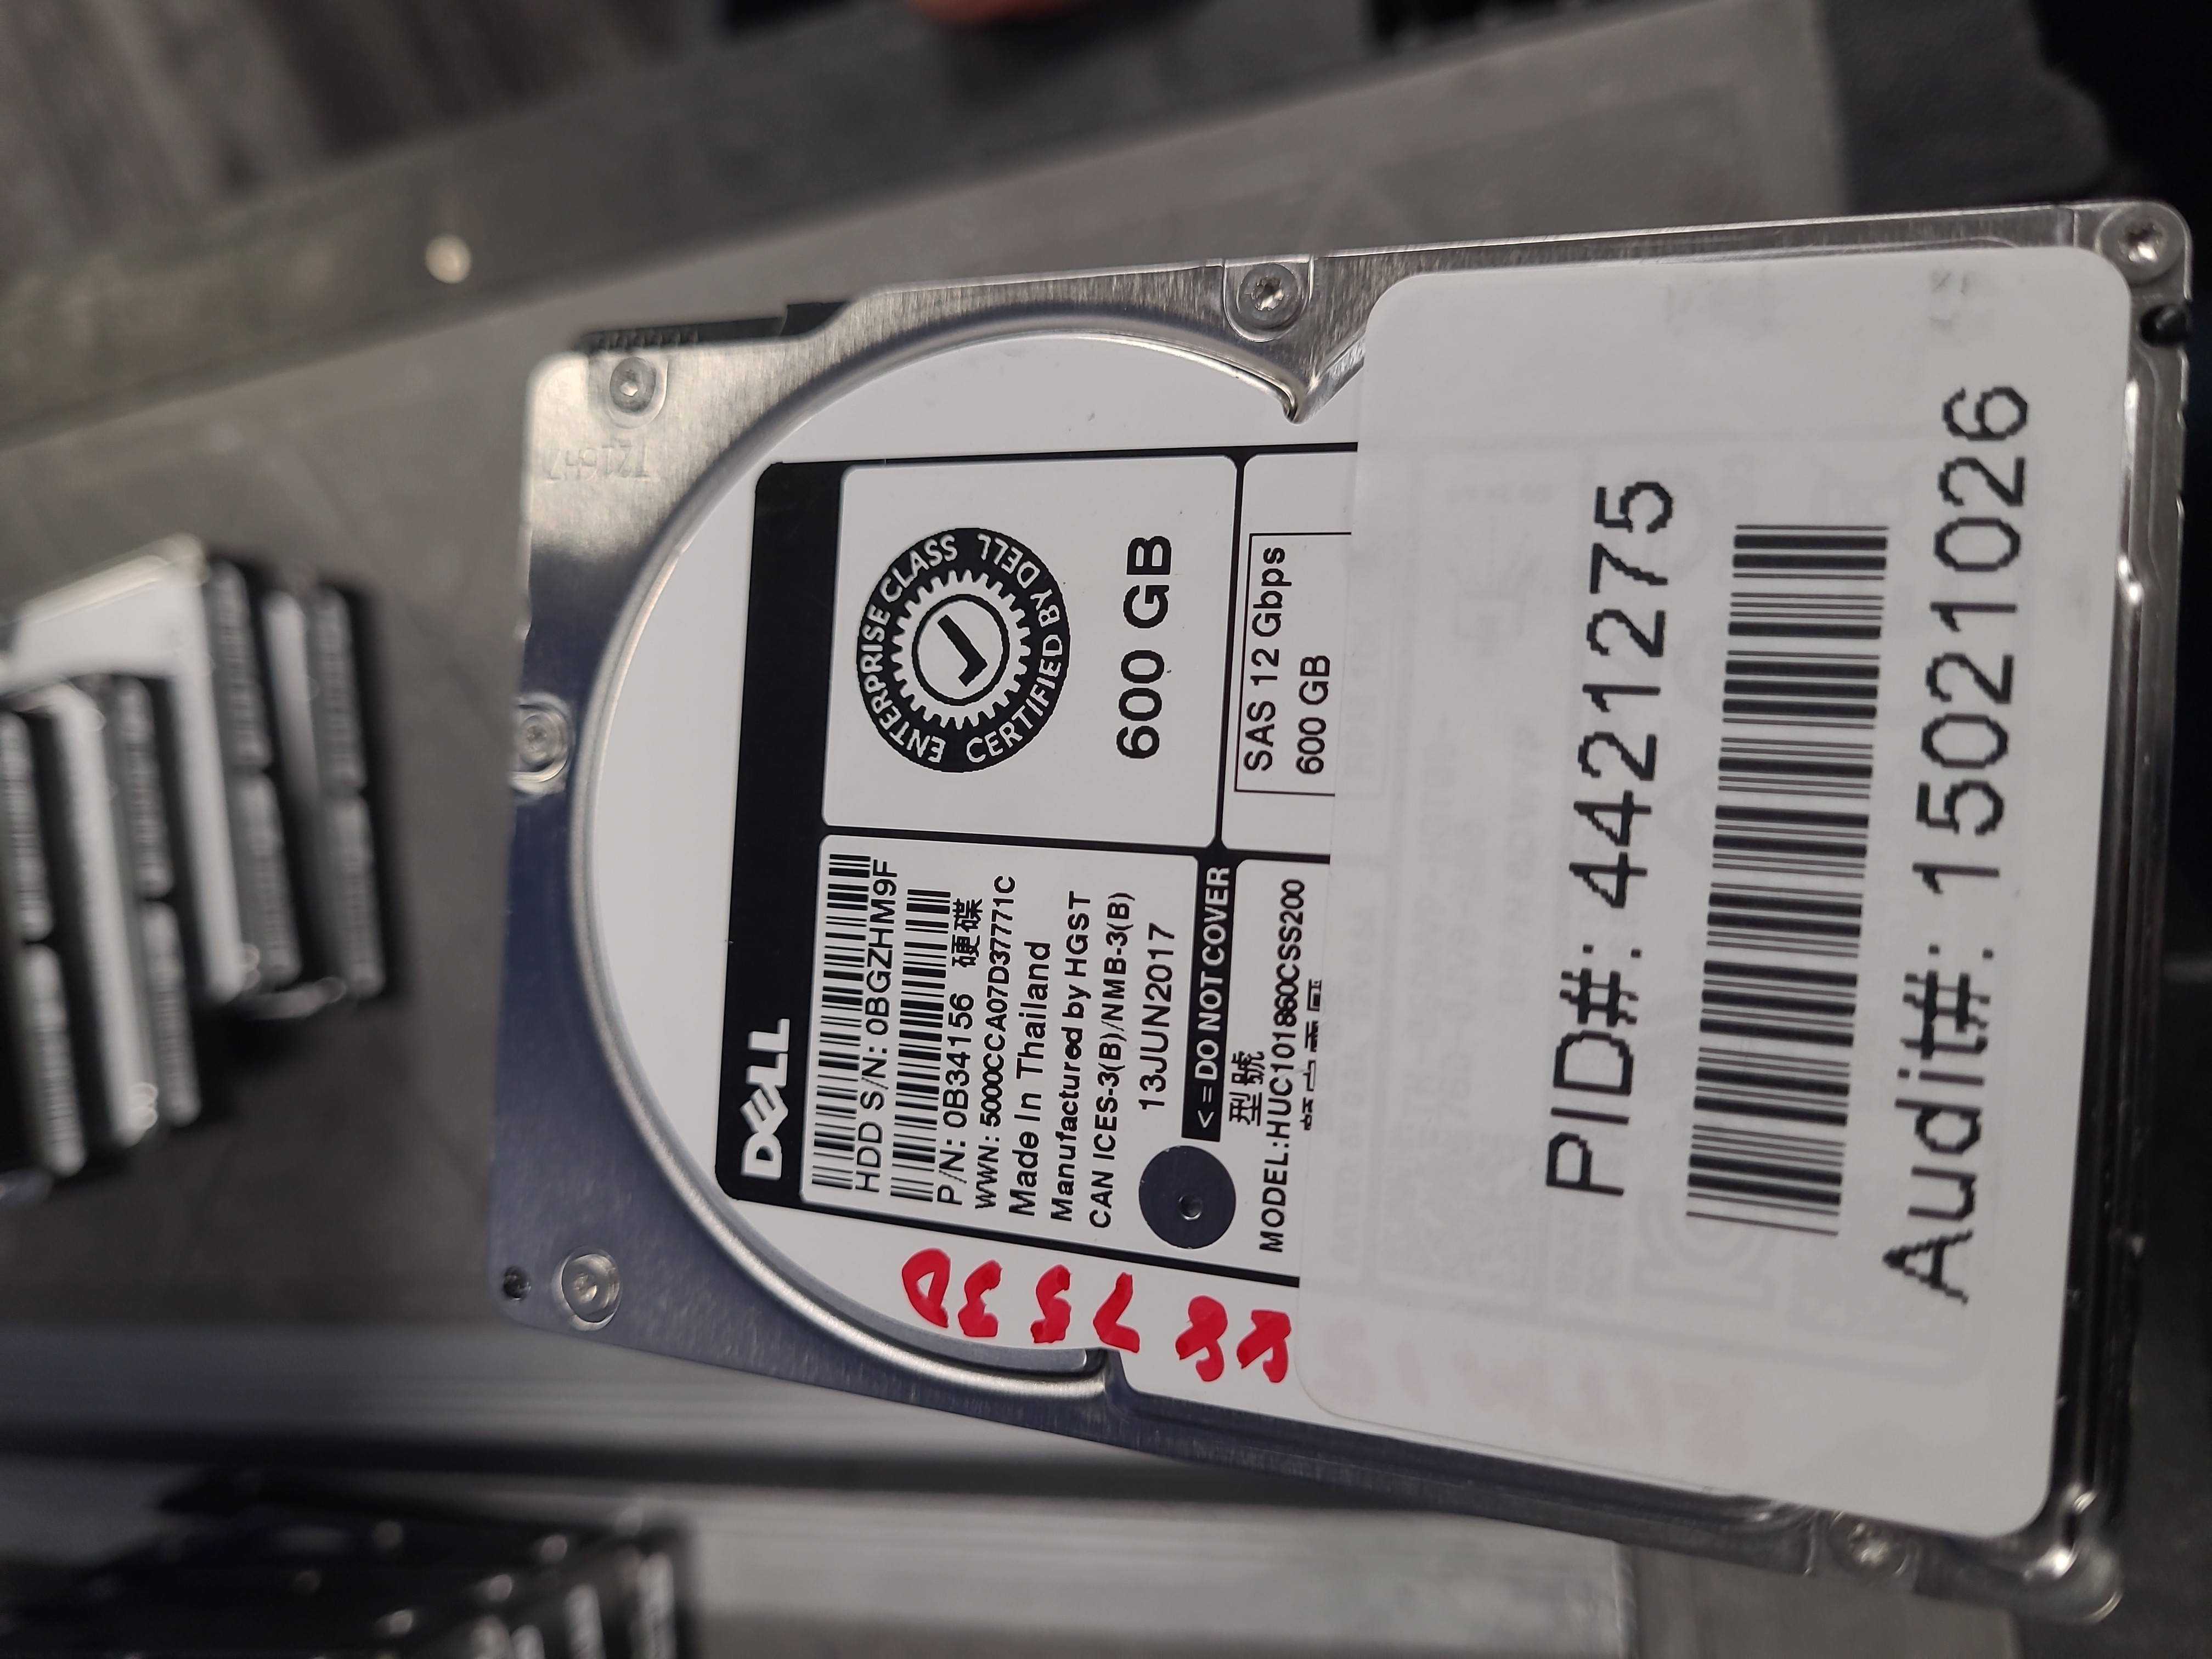 DELL
HDD S/N: 0BGZHM9F
P/N: 0B34156 硬碟
WWN: 5000CCA07D37771C
Made In Thailand
Manufactured by HGST
CAN ICES-3(B)/NMB-3(B)
13JUN2017
<=DO NOT COVER
型號
MODEL:HUC101860CSS200
ENTERPRISE CLASS
CERTIFIED BY DELL
600 GB
SAS 12 Gbps
600 GB
PID#: 4421275
Audit#: 15021026